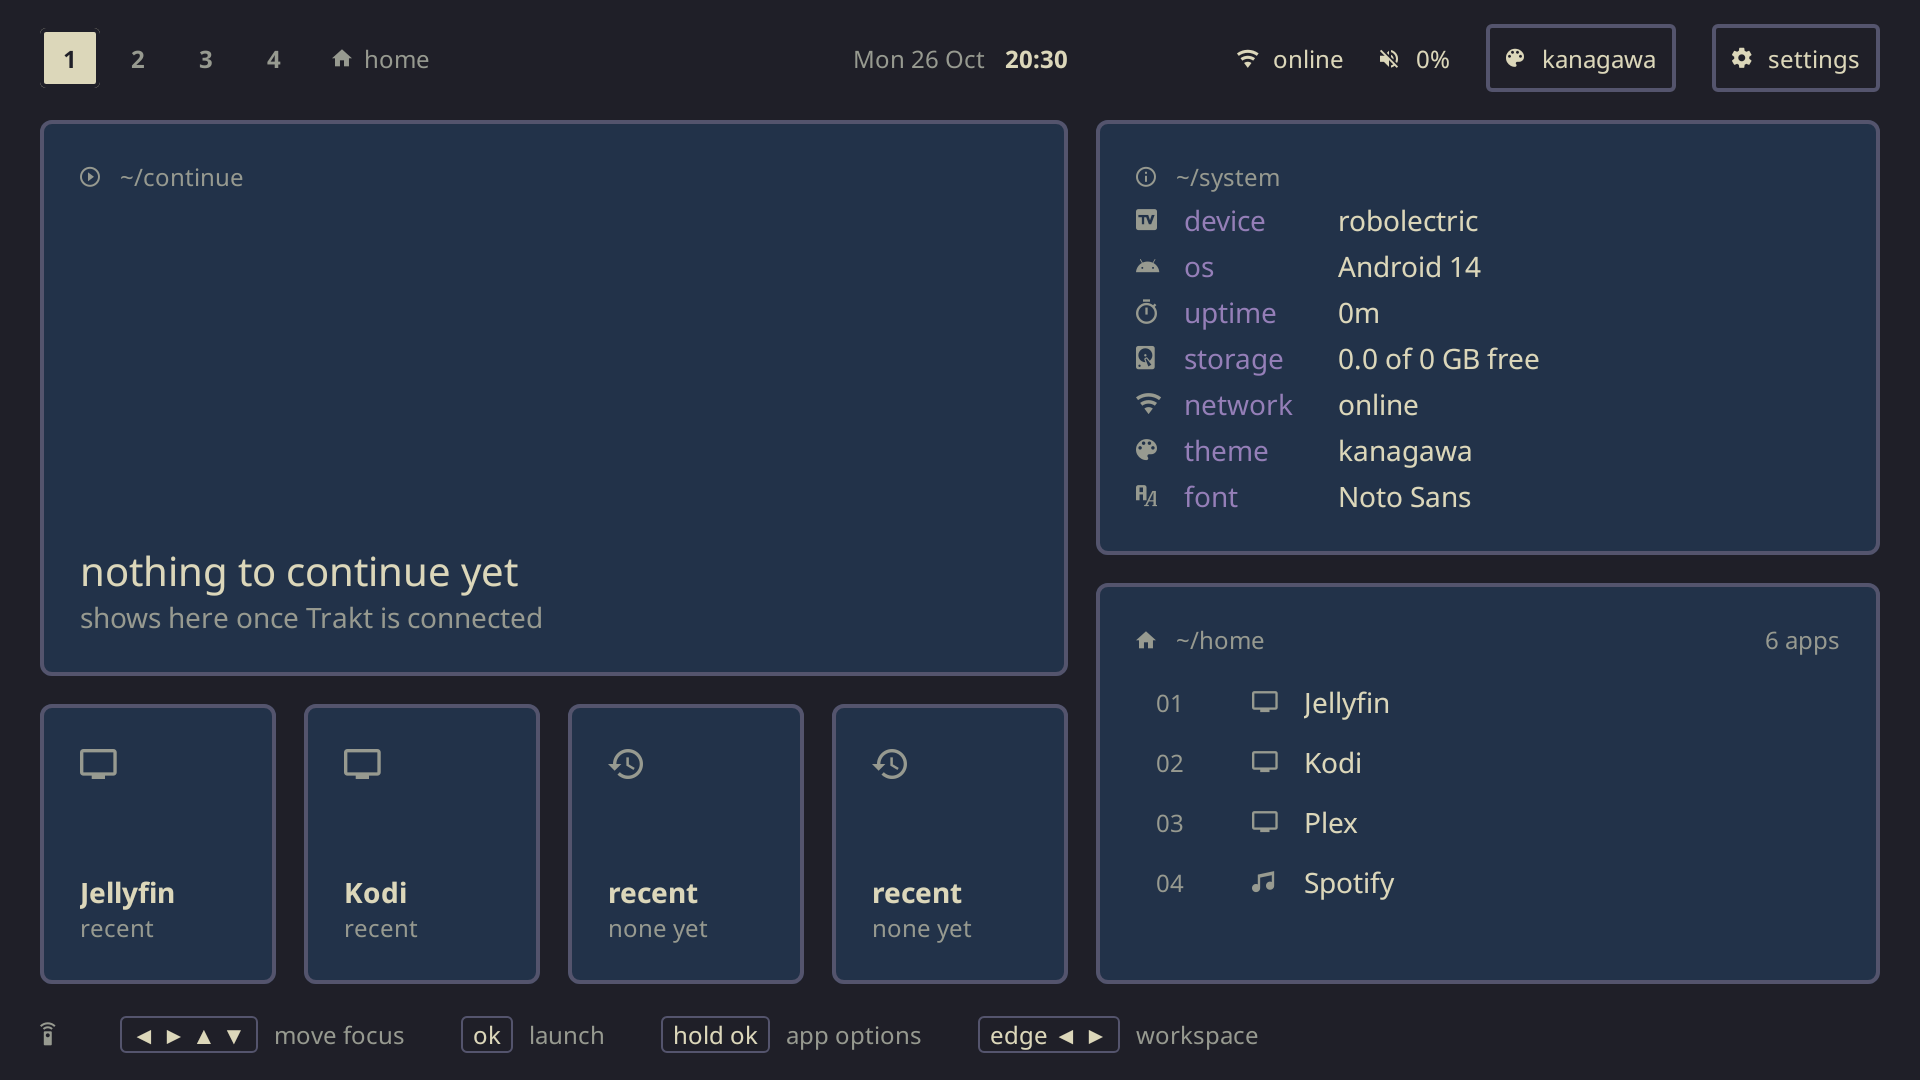 1 2 3 4 home Mon 26 Oct 20:30 online 0% kanagawa settings
~/continue
nothing to continue yet
shows here once Trakt is connected
~/system
TV device robolectric
os Android 14
uptime 0m
storage 0.0 of 0 GB free
network online
theme kanagawa
font Noto Sans
Jellyfin
recent
Kodi
recent
recent
none yet
recent
none yet
~/home 6 apps
01 Jellyfin
02 Kodi
03 Plex
04 Spotify
◀ ▶ ▲ ▼ move focus ok launch hold ok app options edge ◀ ▶ workspace